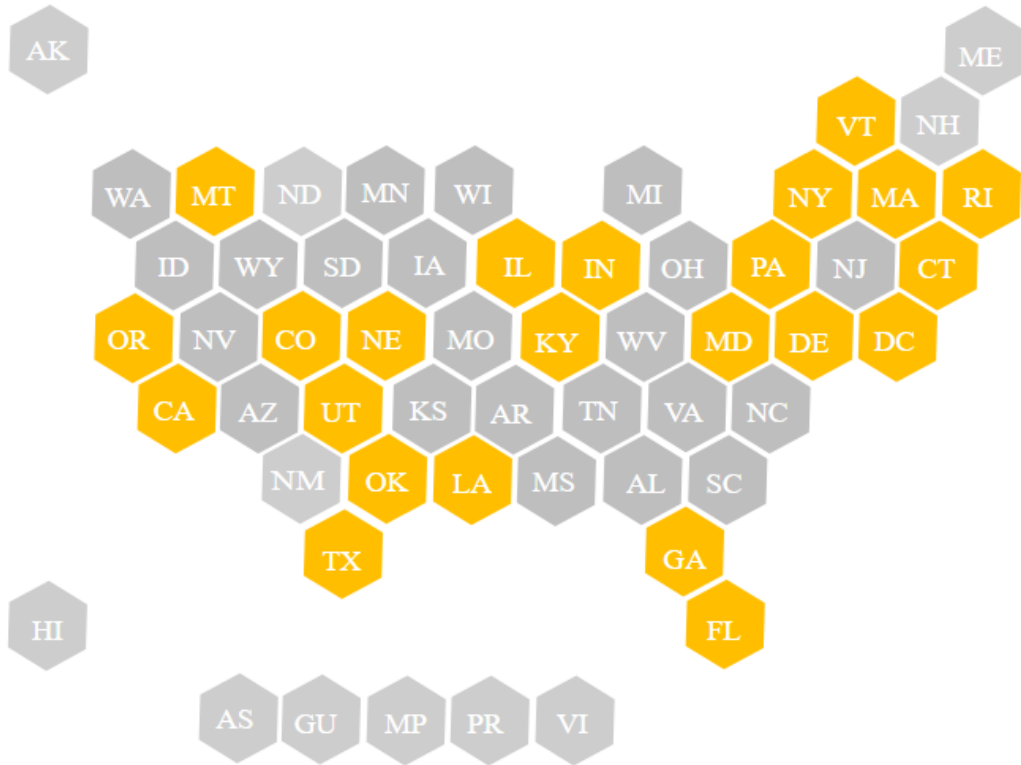 AK ME
VT NH
WA MT ND MN WI MI NY MA RI
ID WY SD IA IL IN OH PA NJ CT
OR NV CO NE MO KY WV MD DE DC
CA AZ UT KS AR TN VA NC
NM OK LA MS AL SC
TX GA
HI FL
AS GU MP PR VI